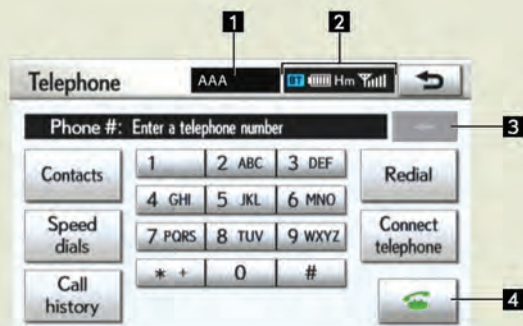 1 2
Telephone AAA BT Hm
Phone #: Enter a telephone number 3
Contacts 1 2 ABC 3 DEF Redial
4 GHI 5 JKL 6 MNO
Speed dials 7 PQRS 8 TUV 9 WXYZ Connect telephone
* + 0 #
Call history 4